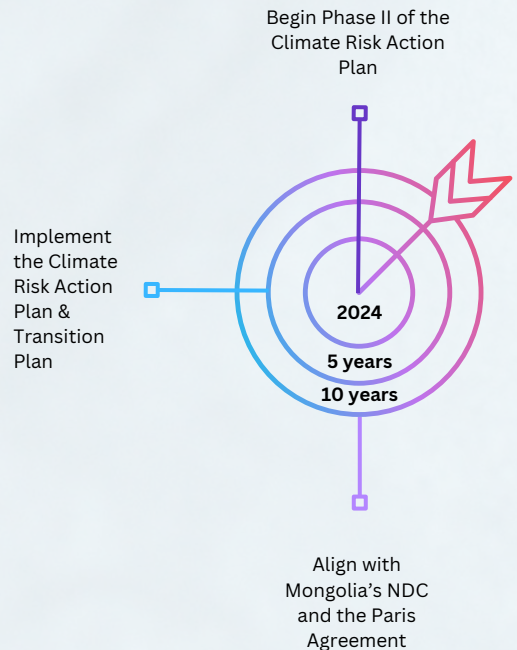 Begin Phase II of the
Climate Risk Action
Plan
Implement
the Climate
Risk Action
Plan &
Transition
Plan
2024
5 years
10 years
Align with
Mongolia’s NDC
and the Paris
Agreement